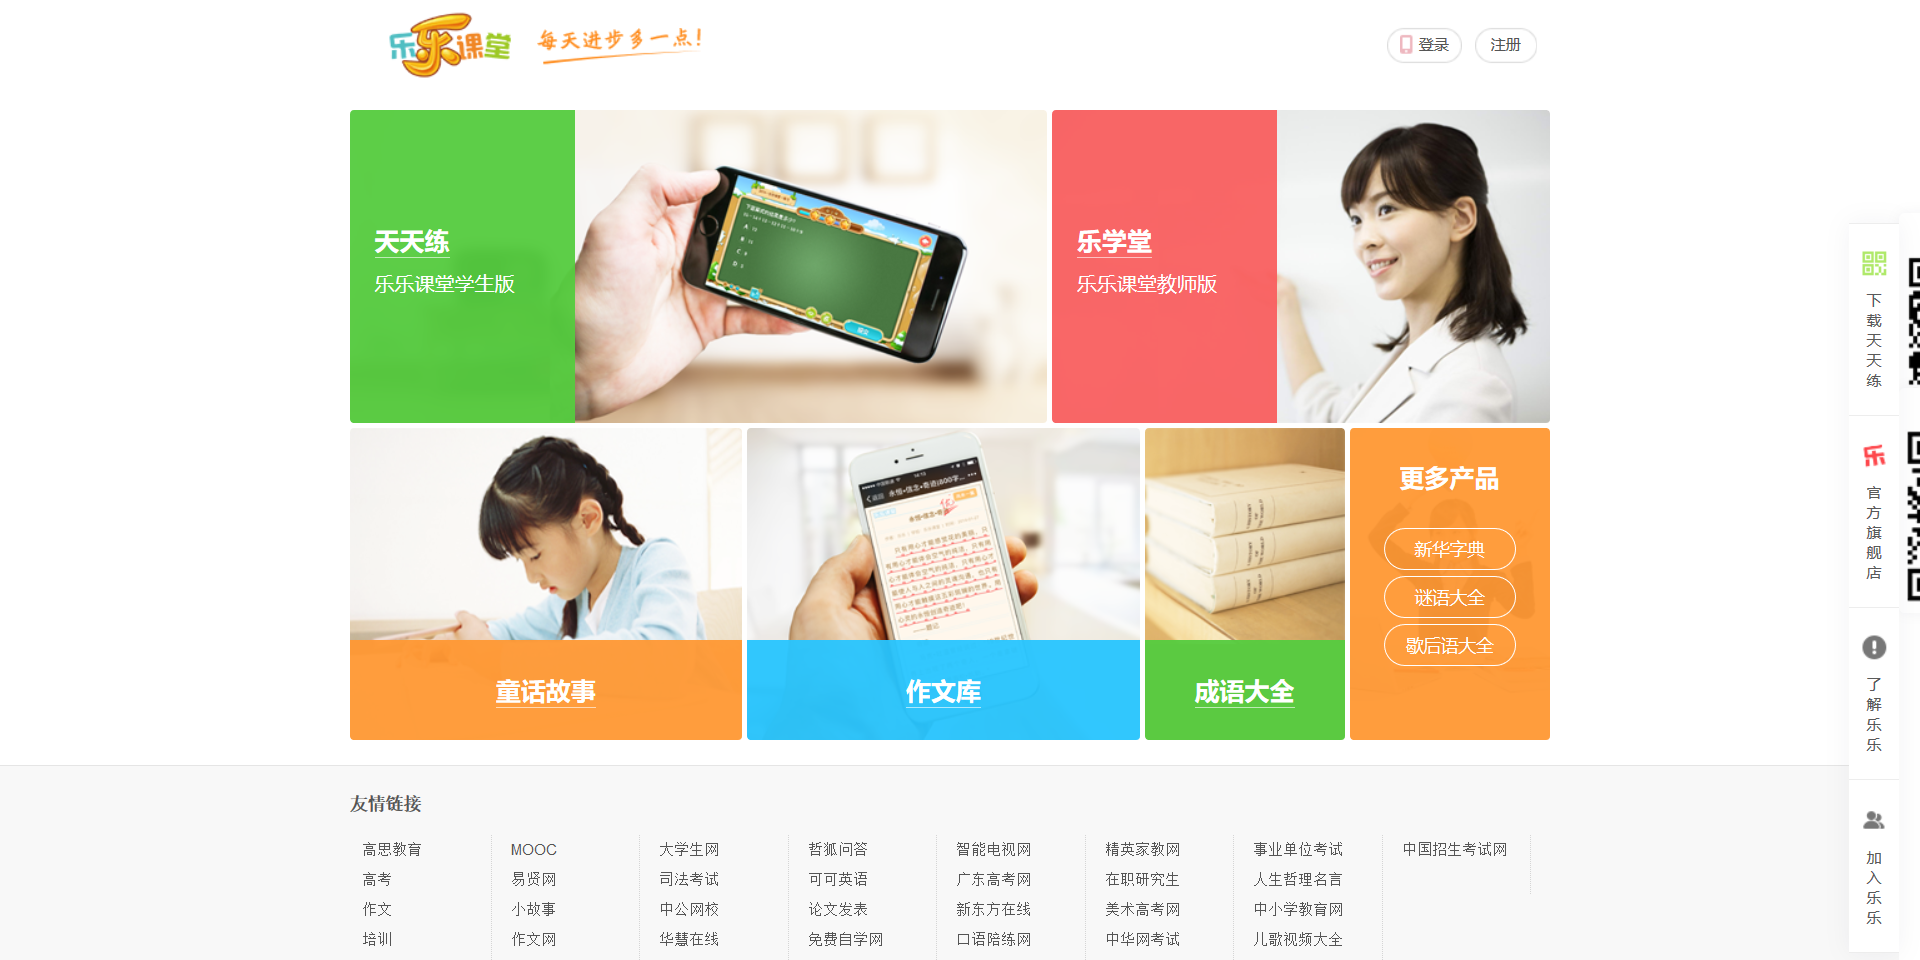 乐乐课堂
每天进步多一点!
登录
注册
天天练
乐乐课堂学生版
乐学堂
乐乐课堂教师版
童话故事
作文库
成语大全
更多产品
新华字典
谜语大全
歇后语大全
下载天天练
乐
官方旗舰店
了解乐乐
加入乐乐
友情链接
高思教育 MOOC 大学生网 哲狐问答 智能电视网 精英家教网 事业单位考试 中国招生考试网
高考 易贤网 司法考试 可可英语 广东高考网 在职研究生 人生哲理名言
作文 小故事 中公网校 论文发表 新东方在线 美术高考网 中小学教育网
培训 作文网 华慧在线 免费自学网 口语陪练网 中华网考试 儿歌视频大全